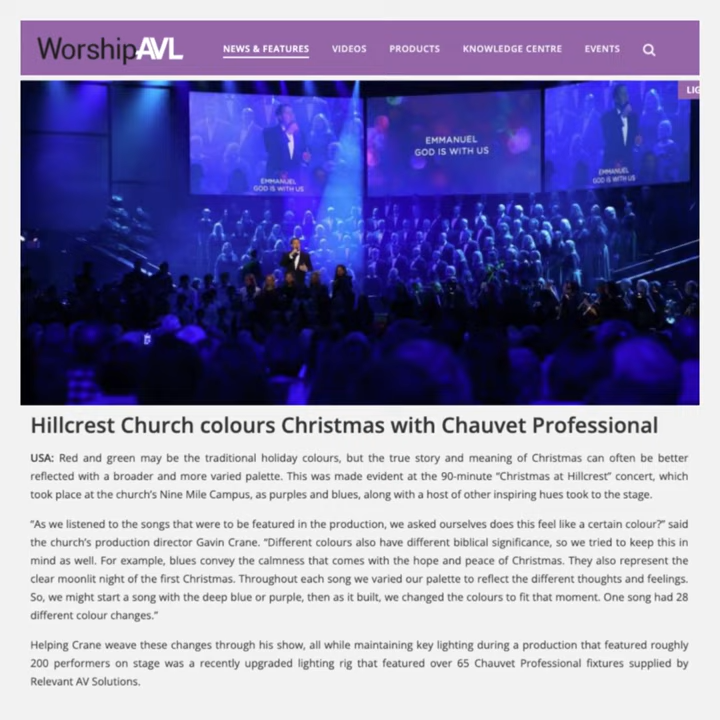 WorshipAVL
NEWS & FEATURES VIDEOS PRODUCTS KNOWLEDGE CENTRE EVENTS
LIG
EMMANUEL
GOD IS WITH US
EMMANUEL
GOD IS WITH US
EMMANUEL
GOD IS WITH US
Hillcrest Church colours Christmas with Chauvet Professional
USA: Red and green may be the traditional holiday colours, but the true story and meaning of Christmas can often be better
reflected with a broader and more varied palette. This was made evident at the 90-minute “Christmas at Hillcrest” concert, which
took place at the church’s Nine Mile Campus, as purples and blues, along with a host of other inspiring hues took to the stage.
“As we listened to the songs that were to be featured in the production, we asked ourselves does this feel like a certain colour?” said
the church’s production director Gavin Crane. “Different colours also have different biblical significance, so we tried to keep this in
mind as well. For example, blues convey the calmness that comes with the hope and peace of Christmas. They also represent the
clear moonlit night of the first Christmas. Throughout each song we varied our palette to reflect the different thoughts and feelings.
So, we might start a song with the deep blue or purple, then as it built, we changed the colours to fit that moment. One song had 28
different colour changes.”
Helping Crane weave these changes through his show, all while maintaining key lighting during a production that featured roughly
200 performers on stage was a recently upgraded lighting rig that featured over 65 Chauvet Professional fixtures supplied by
Relevant AV Solutions.